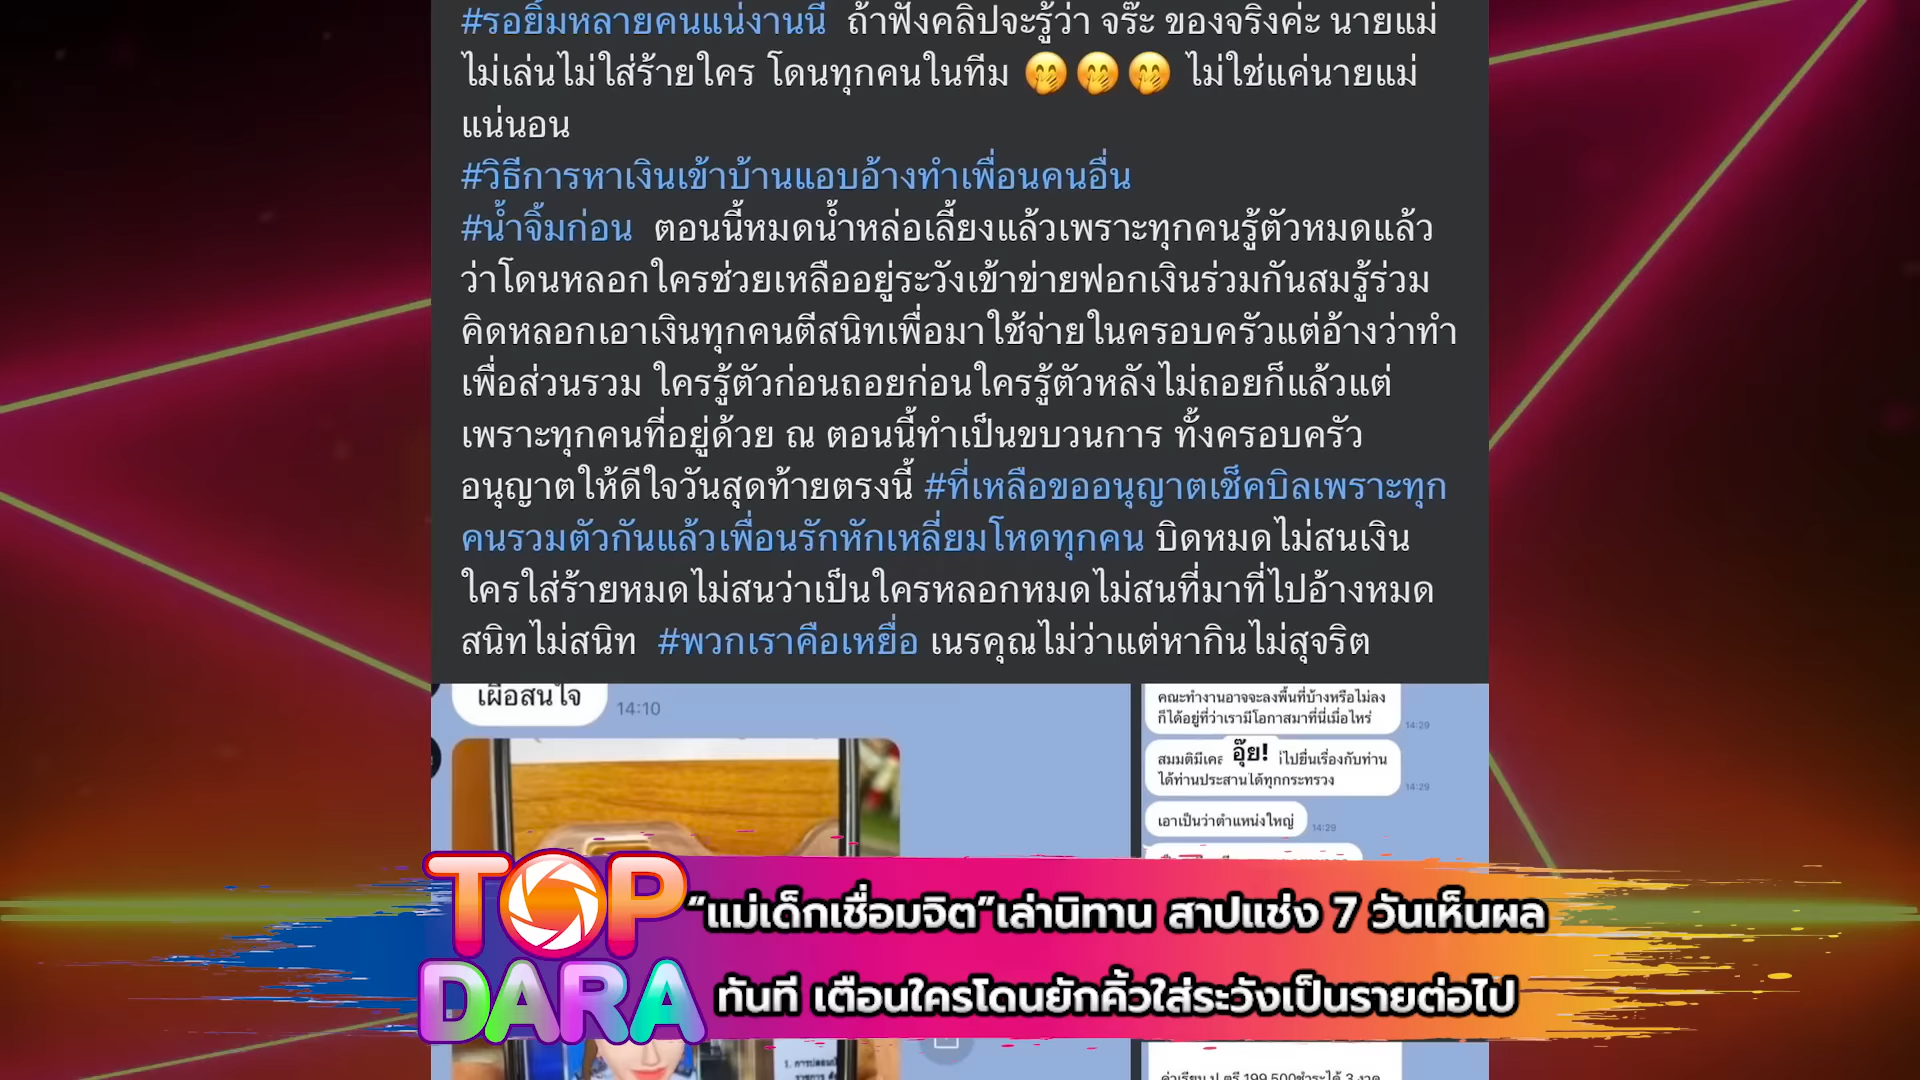 #รอยิ้มหลายคนแน่งานนี้ ถ้าฟังคลิปจะรู้ว่า จร๊ะ ของจริงค่ะ นายแม่
ไม่เล่นไม่ใส่ร้ายใคร โดนทุกคนในทีม 🤭🤭🤭 ไม่ใช่แค่นายแม่
แน่นอน
#วิธีการหาเงินเข้าบ้านแอบอ้างทำเพื่อนคนอื่น
#น้ำจิ้มก่อน ตอนนี้หมดน้ำหล่อเลี้ยงแล้วเพราะทุกคนรู้ตัวหมดแล้ว
ว่าโดนหลอกใครช่วยเหลืออยู่ระวังเข้าข่ายฟอกเงินร่วมกันสมรู้ร่วม
คิดหลอกเอาเงินทุกคนตีสนิทเพื่อมาใช้จ่ายในครอบครัวแต่อ้างว่าทำ
เพื่อส่วนรวม ใครรู้ตัวก่อนถอยก่อนใครรู้ตัวหลังไม่ถอยก็แล้วแต่
เพราะทุกคนที่อยู่ด้วย ณ ตอนนี้ทำเป็นขบวนการ ทั้งครอบครัว
อนุญาตให้ดีใจวันสุดท้ายตรงนี้ #ที่เหลือขออนุญาตเช็คบิลเพราะทุก
คนรวมตัวกันแล้วเพื่อนรักหักเหลี่ยมโหดทุกคน บิดหมดไม่สนเงิน
ใครใส่ร้ายหมดไม่สนว่าเป็นใครหลอกหมดไม่สนที่มาที่ไปอ้างหมด
สนิทไม่สนิท #พวกเราคือเหยื่อ เนรคุณไม่ว่าแต่หากินไม่สุจริต
เผื่อสนใจ
14:10
คณะทำงานอาจจะลงพื้นที่บ้างหรือไม่ลง
ก็ได้อยู่ที่ว่าเรามีโอกาสมาที่นี่เมื่อไหร่
14:29
สมมติมีเคส อุ๊ย! ไปยื่นเรื่องกับท่าน
ได้ท่านประสานได้ทุกกระทรวง
14:29
เอาเป็นว่าตำแหน่งใหญ่
14:29
TOP
DARA
“แม่เด็กเชื่อมจิต”เล่านิทาน สาปแช่ง 7 วันเห็นผล
ทันที เตือนใครโดนยักคิ้วใส่ระวังเป็นรายต่อไป